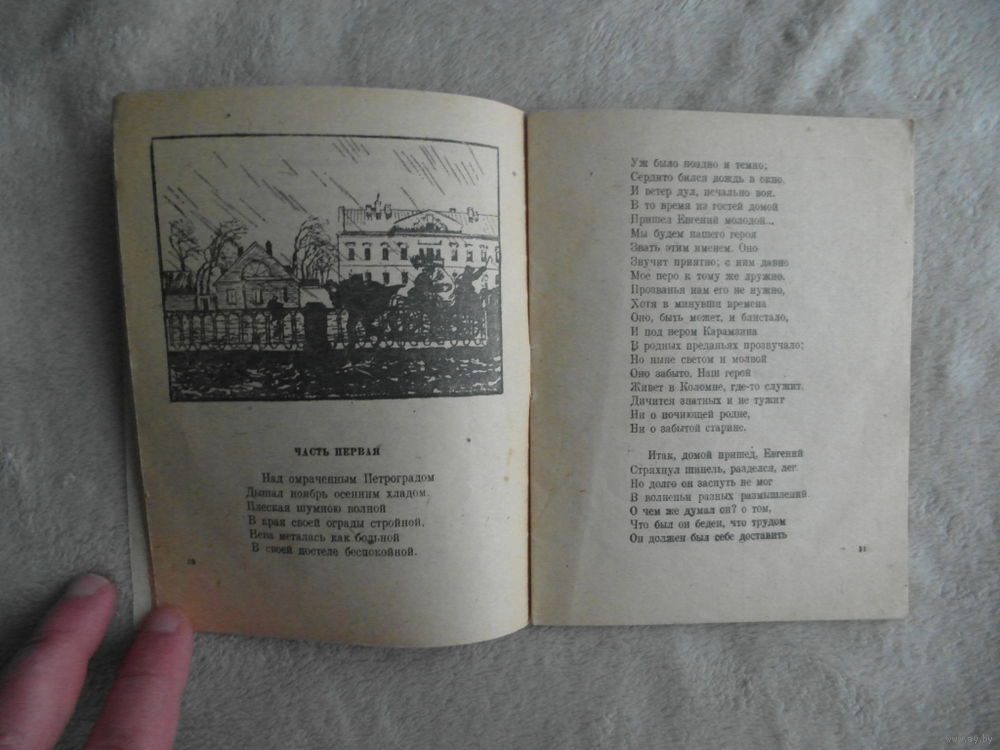 ЧАСТЬ ПЕРВАЯ
Над омраченным Петроградом
Дышал ноябрь осенним хладом.
Плеская шумною волной
В края своей ограды стройной,
Нева металась как больной
В своей постеле беспокойной.
10
Уж было поздно и темно;
Сердито бился дождь в окно,
И ветер дул, печально воя.
В то время из гостей домой
Пришел Евгений молодой...
Мы будем нашего героя
Звать этим именем. Оно
Звучит приятно; с ним давно
Мое перо к тому же дружно.
Прозванья нам его не нужно,
Хотя в минувши времена
Оно, быть может, и блистало,
И под пером Карамзина
В родных преданьях прозвучало;
Но ныне светом и молвой
Оно забыто. Наш герой
Живет в Коломне, где-то служит,
Дичится знатных и не тужит
Ни о почиющей родне,
Ни о забытой старине.
Итак, домой пришед, Евгений
Стряхнул шинель, разделся, лег.
Но долго он заснуть не мог
В волненьи разных размышлений.
О чем же думал он? о том,
Что был он беден, что трудом
Он должен был себе доставить
11
www.ay.by